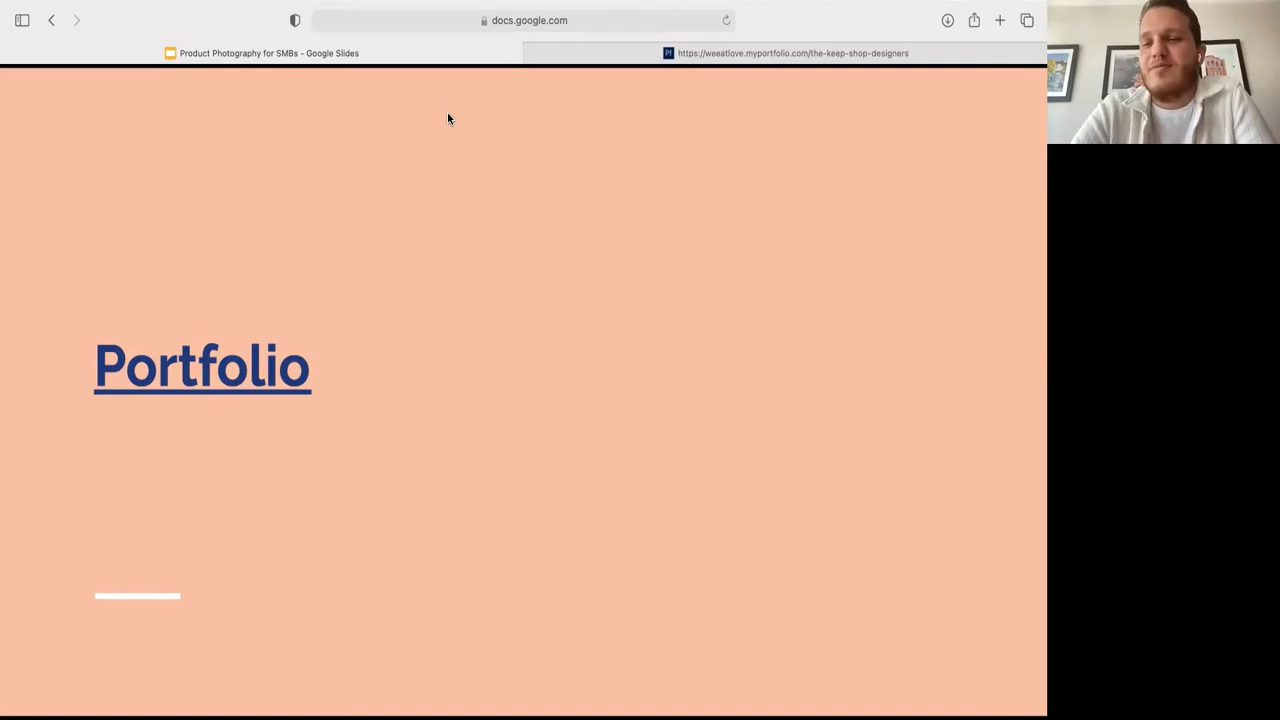 docs.google.com
Product Photography for SMBs - Google Slides
P!
https://weeatlove.myportfolio.com/the-keep-shop-designers
Portfolio